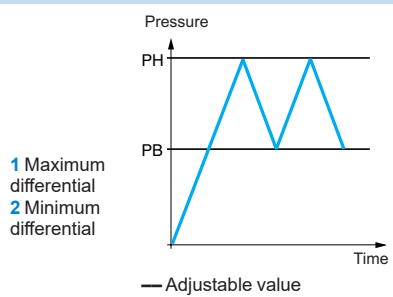 Pressure
PH
PB
1 Maximum
differential
2 Minimum
differential
Time
Adjustable value